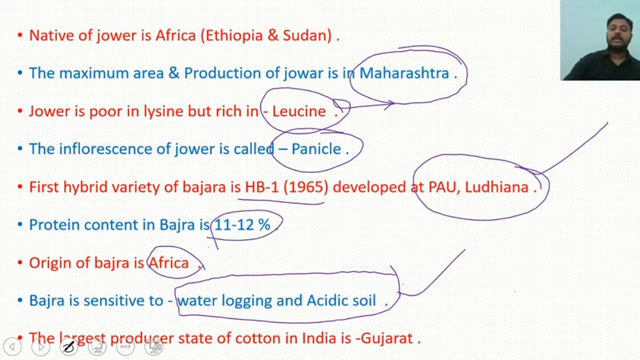 • Native of jower is Africa (Ethiopia & Sudan) .
• The maximum area & Production of jowar is in Maharashtra .
• Jower is poor in lysine but rich in - Leucine .
• The inflorescence of jower is called – Panicle .
• First hybrid variety of bajara is HB-1 (1965) developed at PAU, Ludhiana .
• Protein content in Bajra is 11-12 % .
• Origin of bajra is Africa .
• Bajra is sensitive to - water logging and Acidic soil .
• The largest producer state of cotton in India is -Gujarat .